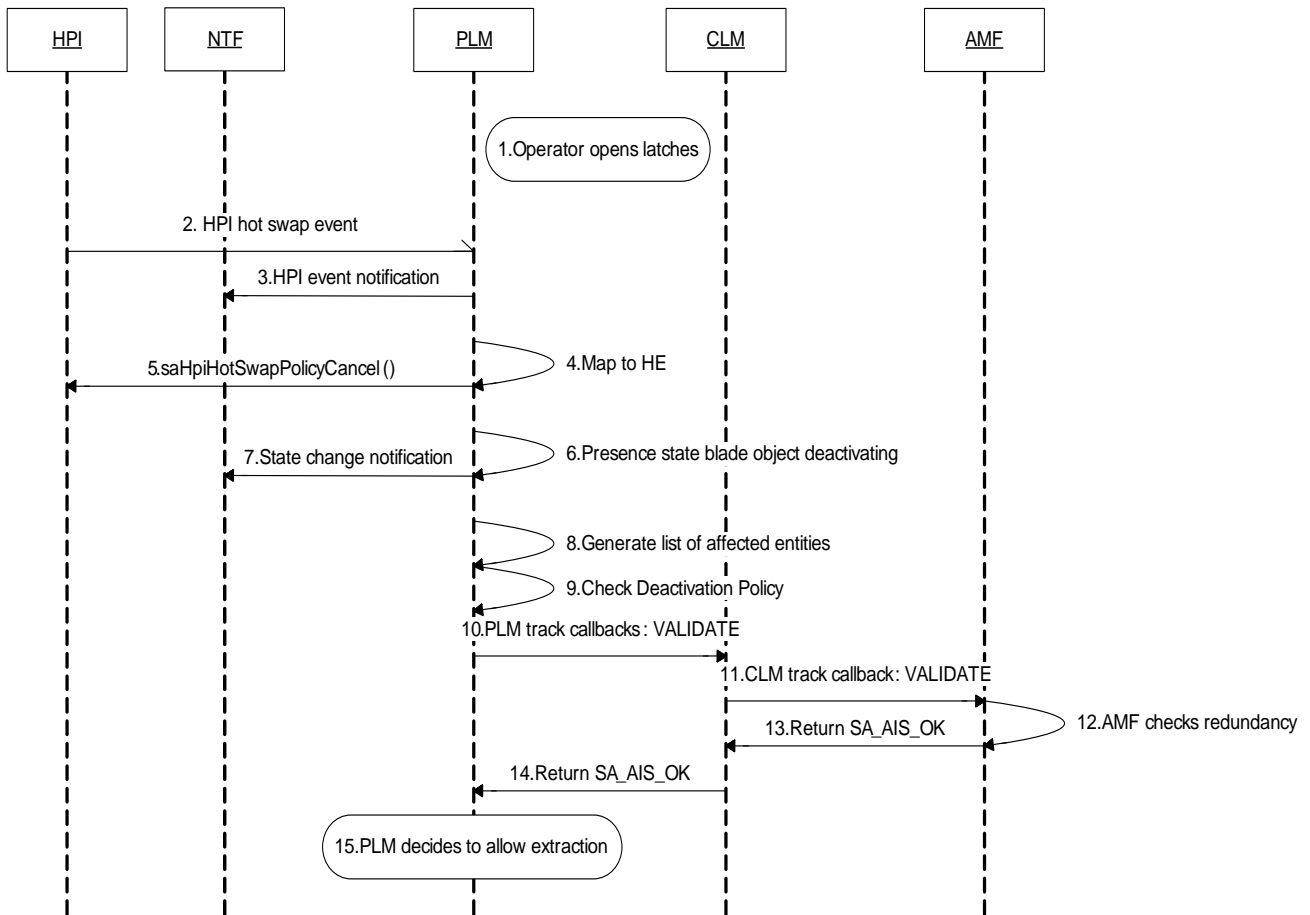 HPI
NTF
PLM
CLM
AMF
1.Operator opens latches
2. HPI hot swap event
3.HPI event notification
4.Map to HE
5.saHpiHotSwapPolicyCancel ()
6.Presence state blade object deactivating
7.State change notification
8.Generate list of affected entities
9.Check Deactivation Policy
10.PLM track callbacks : VALIDATE
11.CLM track callback : VALIDATE
12.AMF checks redundancy
13.Return SA_AIS_OK
14.Return SA_AIS_OK
15.PLM decides to allow extraction